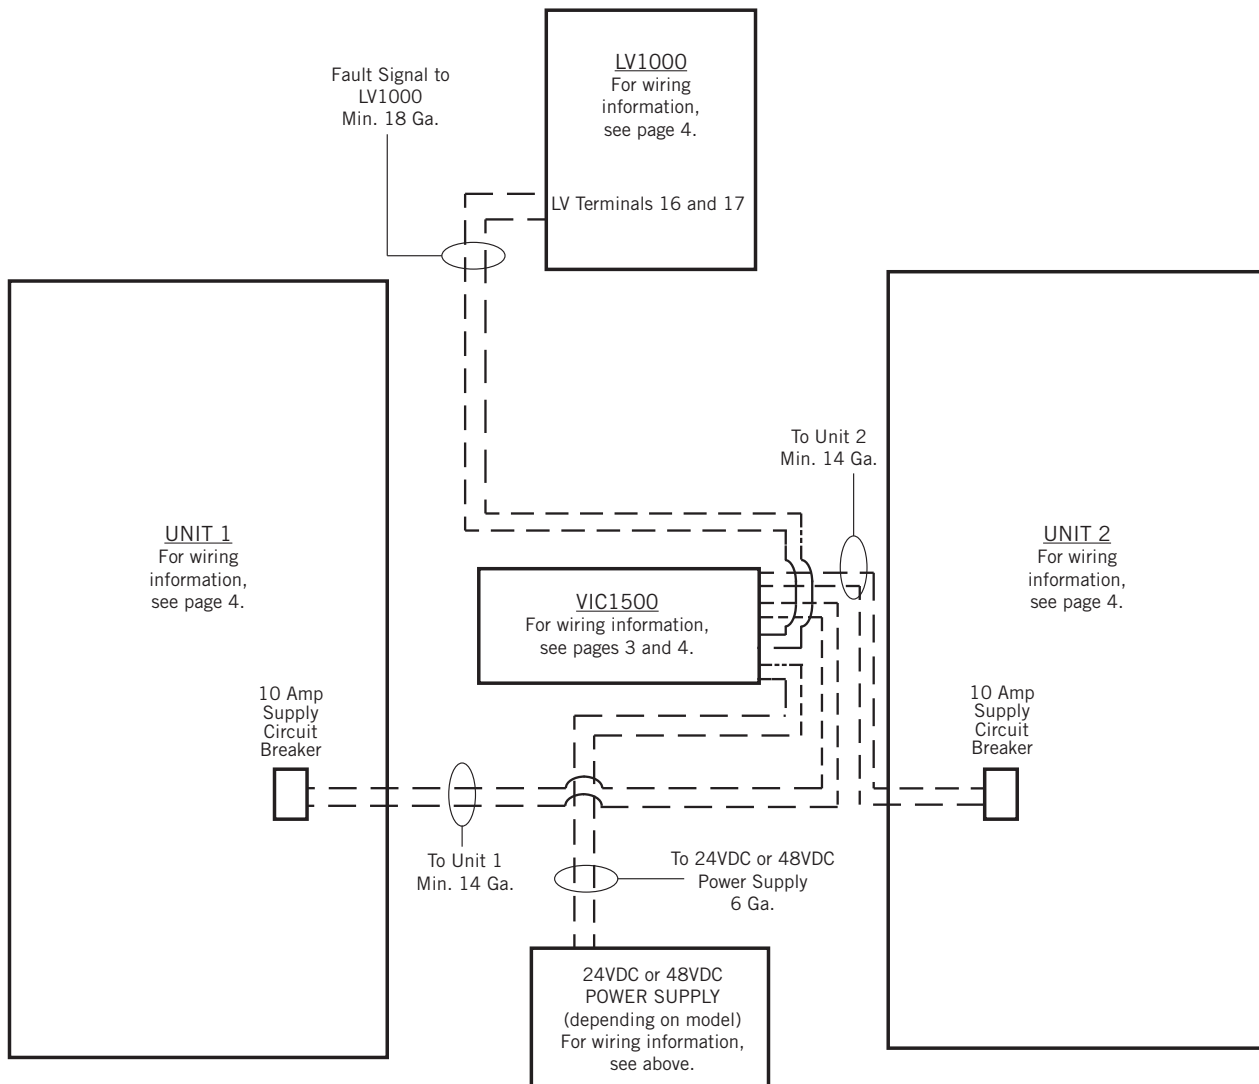 LV1000
For wiring
information,
see page 4.
LV Terminals 16 and 17
Fault Signal to
LV1000
Min. 18 Ga.
To Unit 2
Min. 14 Ga.
UNIT 1
For wiring
information,
see page 4.
10 Amp
Supply
Circuit
Breaker
VIC1500
For wiring information,
see pages 3 and 4.
UNIT 2
For wiring
information,
see page 4.
10 Amp
Supply
Circuit
Breaker
To Unit 1
Min. 14 Ga.
To 24VDC or 48VDC
Power Supply
6 Ga.
24VDC or 48VDC
POWER SUPPLY
(depending on model)
For wiring information,
see above.